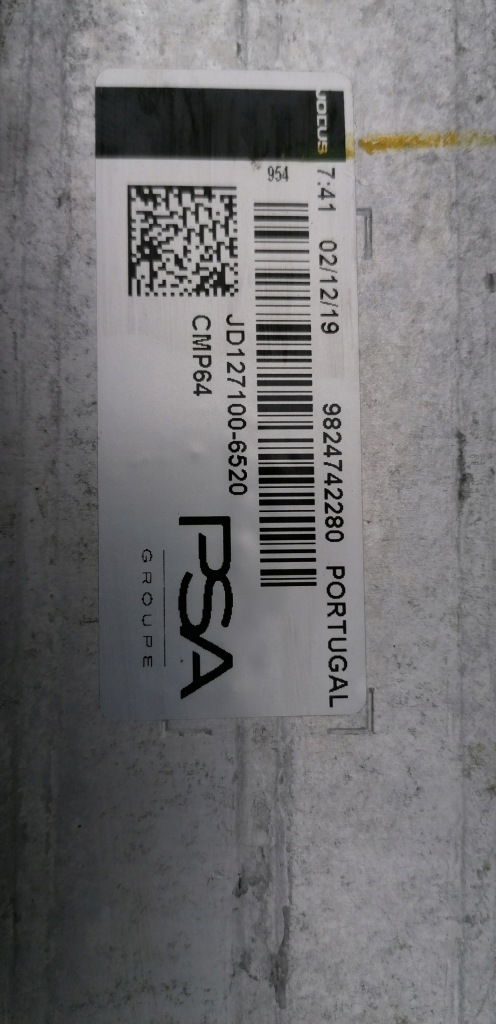 JOCUS
7:41 02/12/19 9824742280 PORTUGAL
954
JD127100-6520
CMP64
PSA
GROUPE